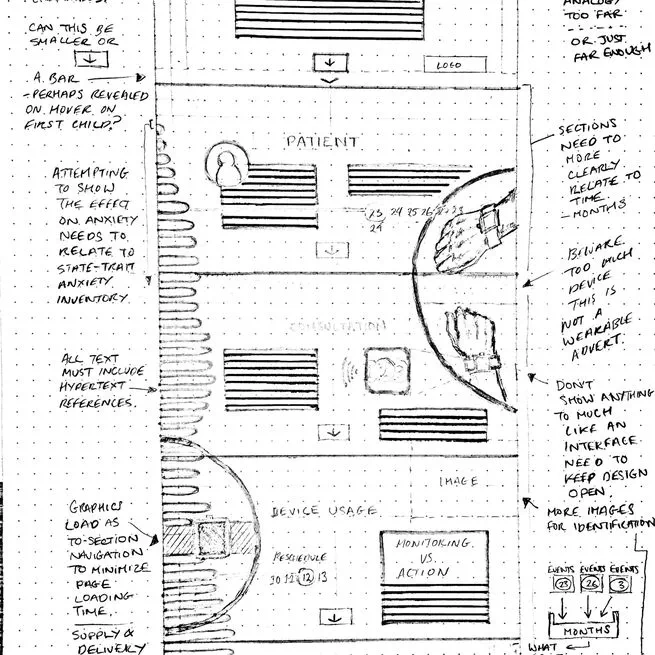 CAN THIS BE
SMALLER OR
A BAR
- PERHAPS REVEALED
ON HOVER ON
FIRST CHILD?
ATTEMPTING
TO SHOW
THE EFFECT
ON ANXIETY
NEEDS TO
RELATE TO
STATE-TRAIT
ANXIETY
INVENTORY
ALL TEXT
MUST INCLUDE
HYPERTEXT
REFERENCES.
GRAPHICS
LOAD AS
TO-SECTION
NAVIGATION
TO MINIMIZE
PAGE
LOADING
TIME.
SUPPLY &
DELIVERY
LOGO
PATIENT
23 24 25 26
CONSULTATION
IMAGE
DEVICE USAGE
RESCHEDULE
12 13
MONITORING
VS.
ACTION
ANALOGY
TOO FAR
OR JUST
FAR ENOUGH
SECTIONS
NEED TO
MORE
CLEARLY
RELATE TO
TIME
- MONTHS
BEWARE
TOO MUCH
DEVICE
THIS IS
NOT A
WEARABLE
ADVERT.
DON'T
SHOW ANYTHING
TO MUCH
LIKE AN
INTERFACE
NEED TO
KEEP DESIGN
OPEN.
MORE IMAGES
FOR IDENTIFICATION
EVENTS EVENTS EVENTS
23 26 3
MONTHS
WHAT